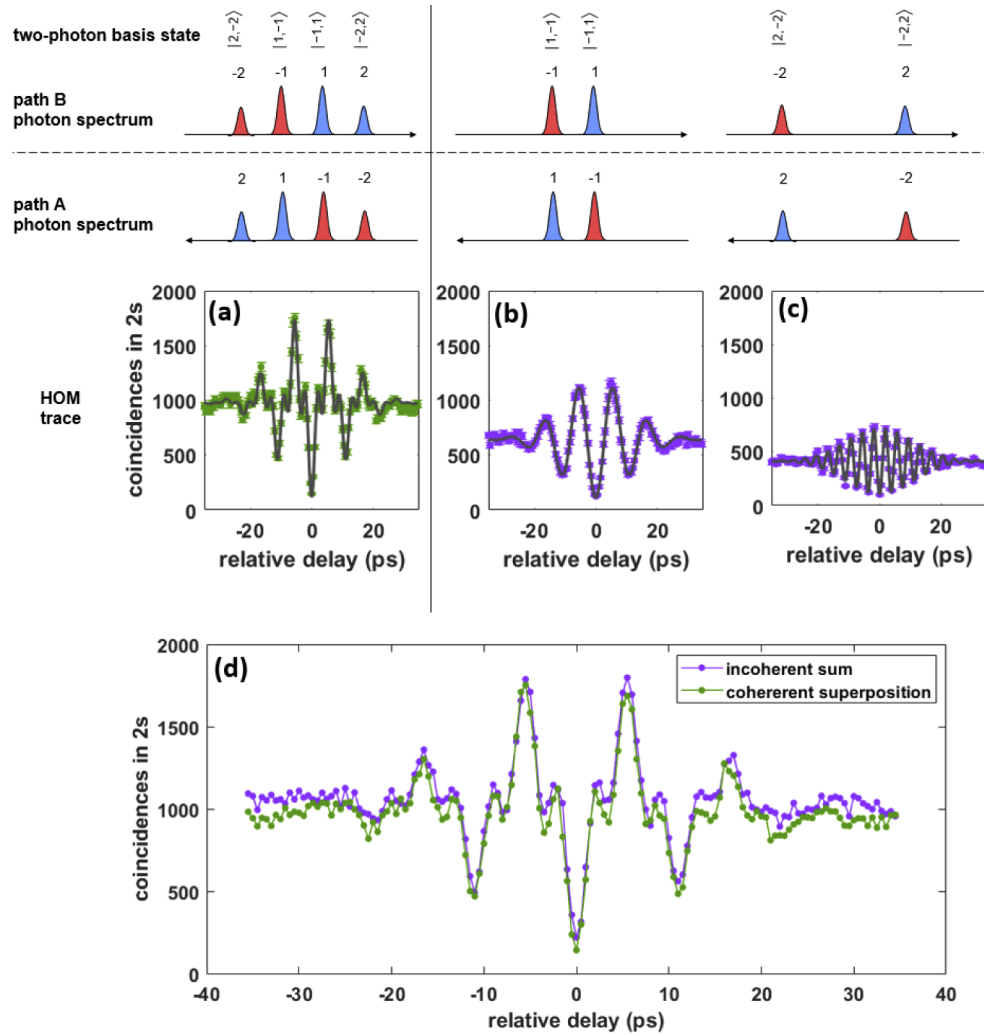 two-photon basis state
|2,-2⟩ |1,-1⟩ |-1,1⟩ |-2,2⟩ |1,-1⟩ |-1,1⟩ |2,-2⟩ |-2,2⟩
-2 -1 1 2 -1 1 -2 2
path B
photon spectrum
2 1 -1 -2 1 -1 2 -2
path A
photon spectrum
HOM
trace
coincidences in 2s
(a)
2000
1500
1000
500
0
-20 0 20
relative delay (ps)
(b)
2000
1500
1000
500
0
-20 0 20
relative delay (ps)
(c)
2000
1500
1000
500
0
-20 0 20
relative delay (ps)
(d)
coincidences in 2s
2000
1500
1000
500
0
incoherent sum
cohererent superposition
-40 -30 -20 -10 0 10 20 30 40
relative delay (ps)